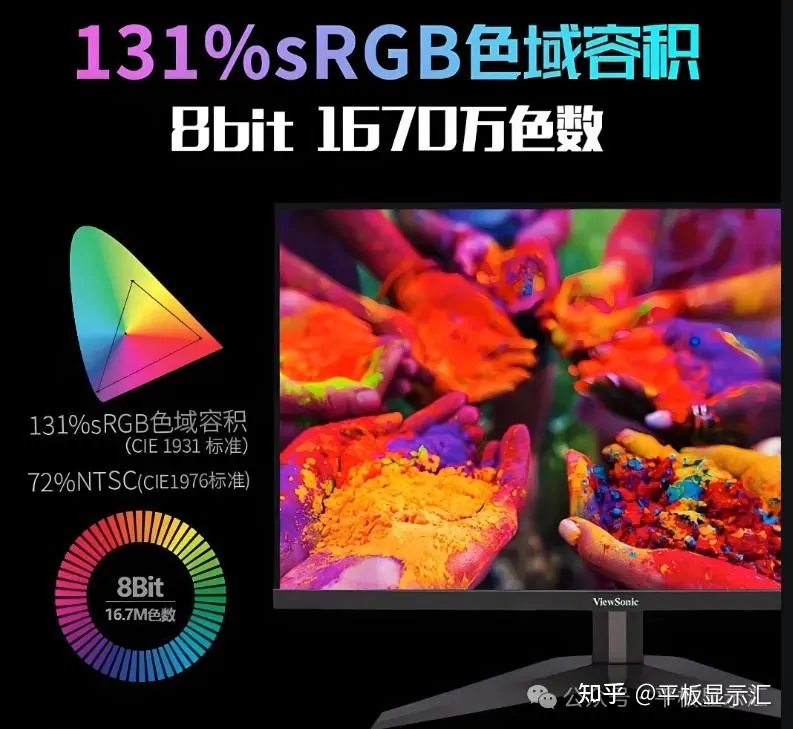 131%sRGB色域容积
8bit 1670万色数
131%sRGB色域容积
(CIE 1931 标准)
72%NTSC(CIE1976标准)
8Bit
16.7M色数
ViewSonic
知乎 @平板显示汇